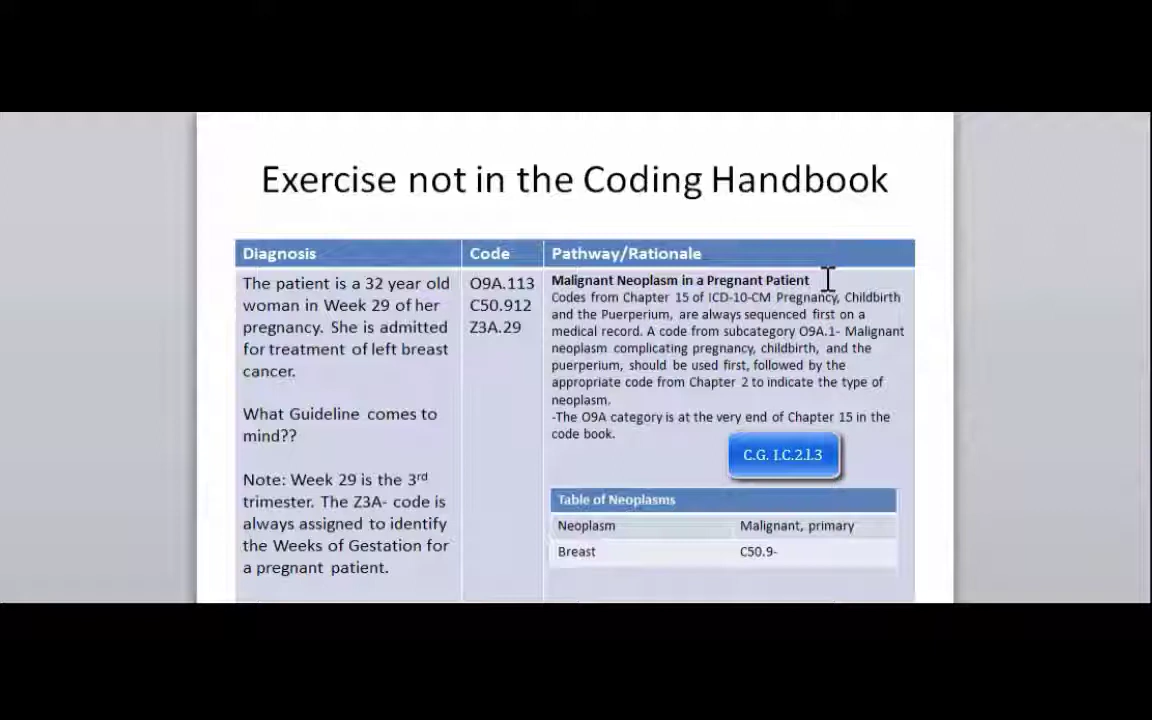 Exercise not in the Coding Handbook
Diagnosis
Code
Pathway/Rationale
The patient is a 32 year old
woman in Week 29 of her
pregnancy. She is admitted
for treatment of left breast
cancer.
What Guideline comes to
mind??
Note: Week 29 is the 3rd
trimester. The Z3A- code is
always assigned to identify
the Weeks of Gestation for
a pregnant patient.
O9A.113
C50.912
Z3A.29
Malignant Neoplasm in a Pregnant Patient
Codes from Chapter 15 of ICD-10-CM Pregnancy, Childbirth
and the Puerperium, are always sequenced first on a
medical record. A code from subcategory O9A.1- Malignant
neoplasm complicating pregnancy, childbirth, and the
puerperium, should be used first, followed by the
appropriate code from Chapter 2 to indicate the type of
neoplasm.
-The O9A category is at the very end of Chapter 15 in the
code book.
C.G. I.C.2.l.3
Table of Neoplasms
Neoplasm
Malignant, primary
Breast
C50.9-